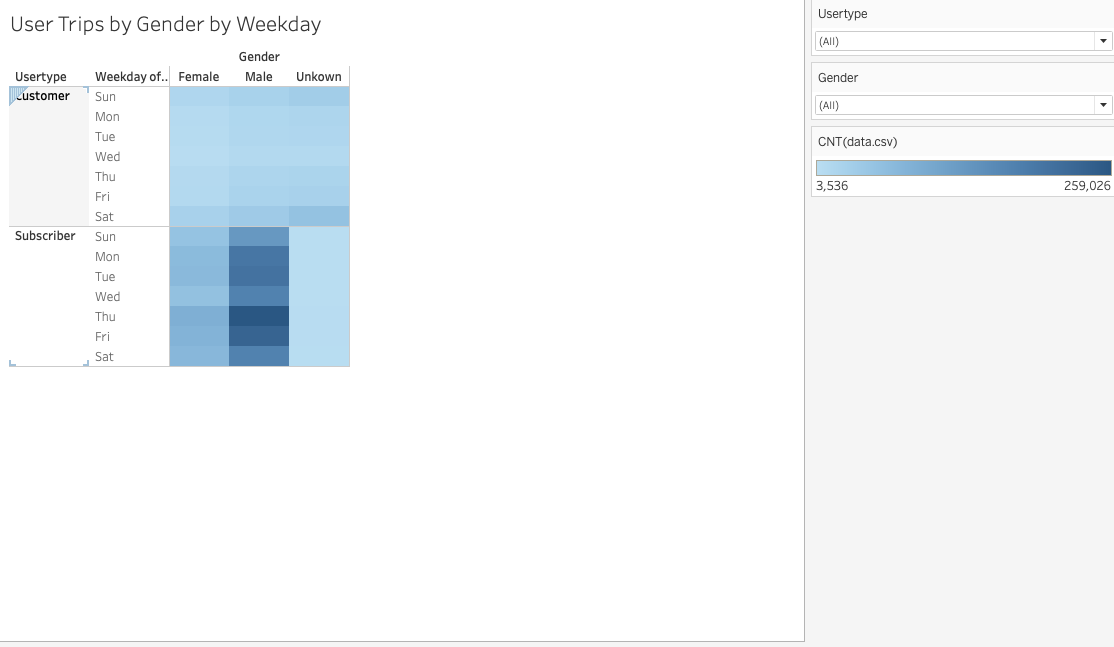 User Trips by Gender by Weekday
Gender
Usertype Weekday of.. Female Male Unkown
Customer Sun
Mon
Tue
Wed
Thu
Fri
Sat
Subscriber Sun
Mon
Tue
Wed
Thu
Fri
Sat
Usertype
(All)
Gender
(All)
CNT(data.csv)
3,536 259,026